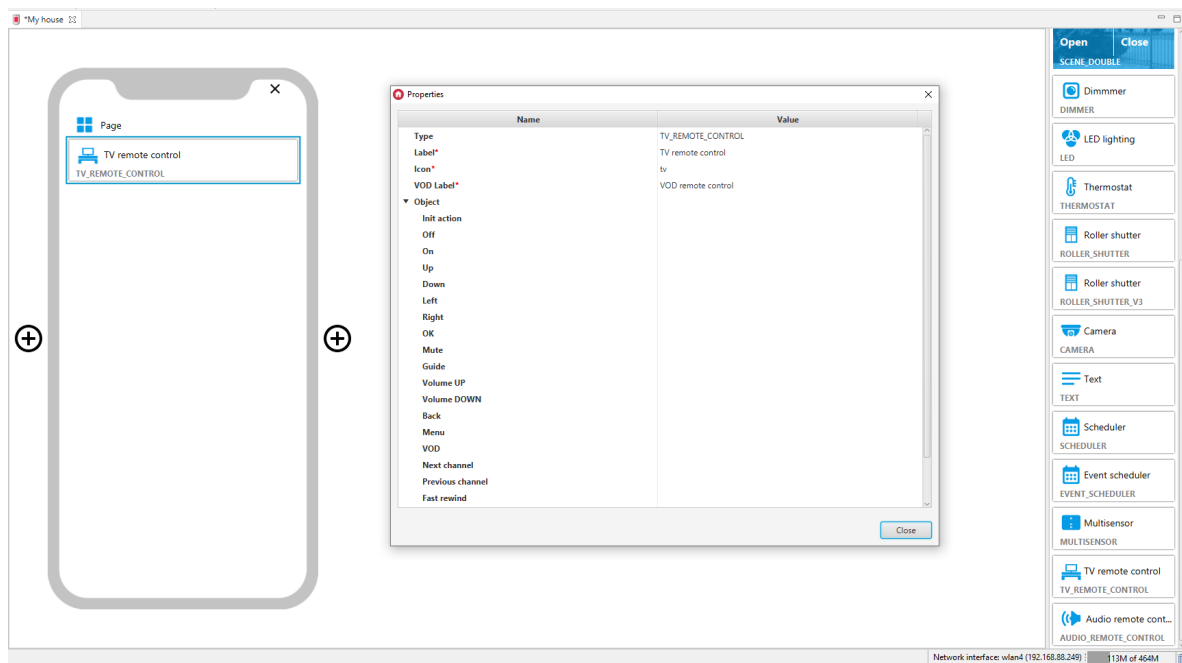 *My house
Page
TV remote control
TV_REMOTE_CONTROL
Properties
Name Value
Type TV_REMOTE_CONTROL
Label* TV remote control
Icon* tv
VOD Label* VOD remote control
Object
Init action
Off
On
Up
Down
Left
Right
OK
Mute
Guide
Volume UP
Volume DOWN
Back
Menu
VOD
Next channel
Previous channel
Fast rewind
Close
Open Close
SCENE_DOUBLE
Dimmmer
DIMMER
LED lighting
LED
Thermostat
THERMOSTAT
Roller shutter
ROLLER_SHUTTER
Roller shutter
ROLLER_SHUTTER_V3
Camera
CAMERA
Text
TEXT
Scheduler
SCHEDULER
Event scheduler
EVENT_SCHEDULER
Multisensor
MULTISENSOR
TV remote control
TV_REMOTE_CONTROL
Audio remote cont...
AUDIO_REMOTE_CONTROL
Network interface: wlan4 (192.168.88.249) 113M of 464M